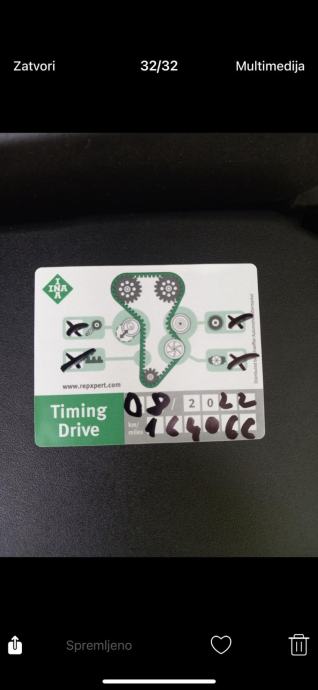 Zatvori 32/32 Multimedija
INA
www.repxpert.com
Timing 08 / 2022
Drive km/ miles 164066
Spremljeno